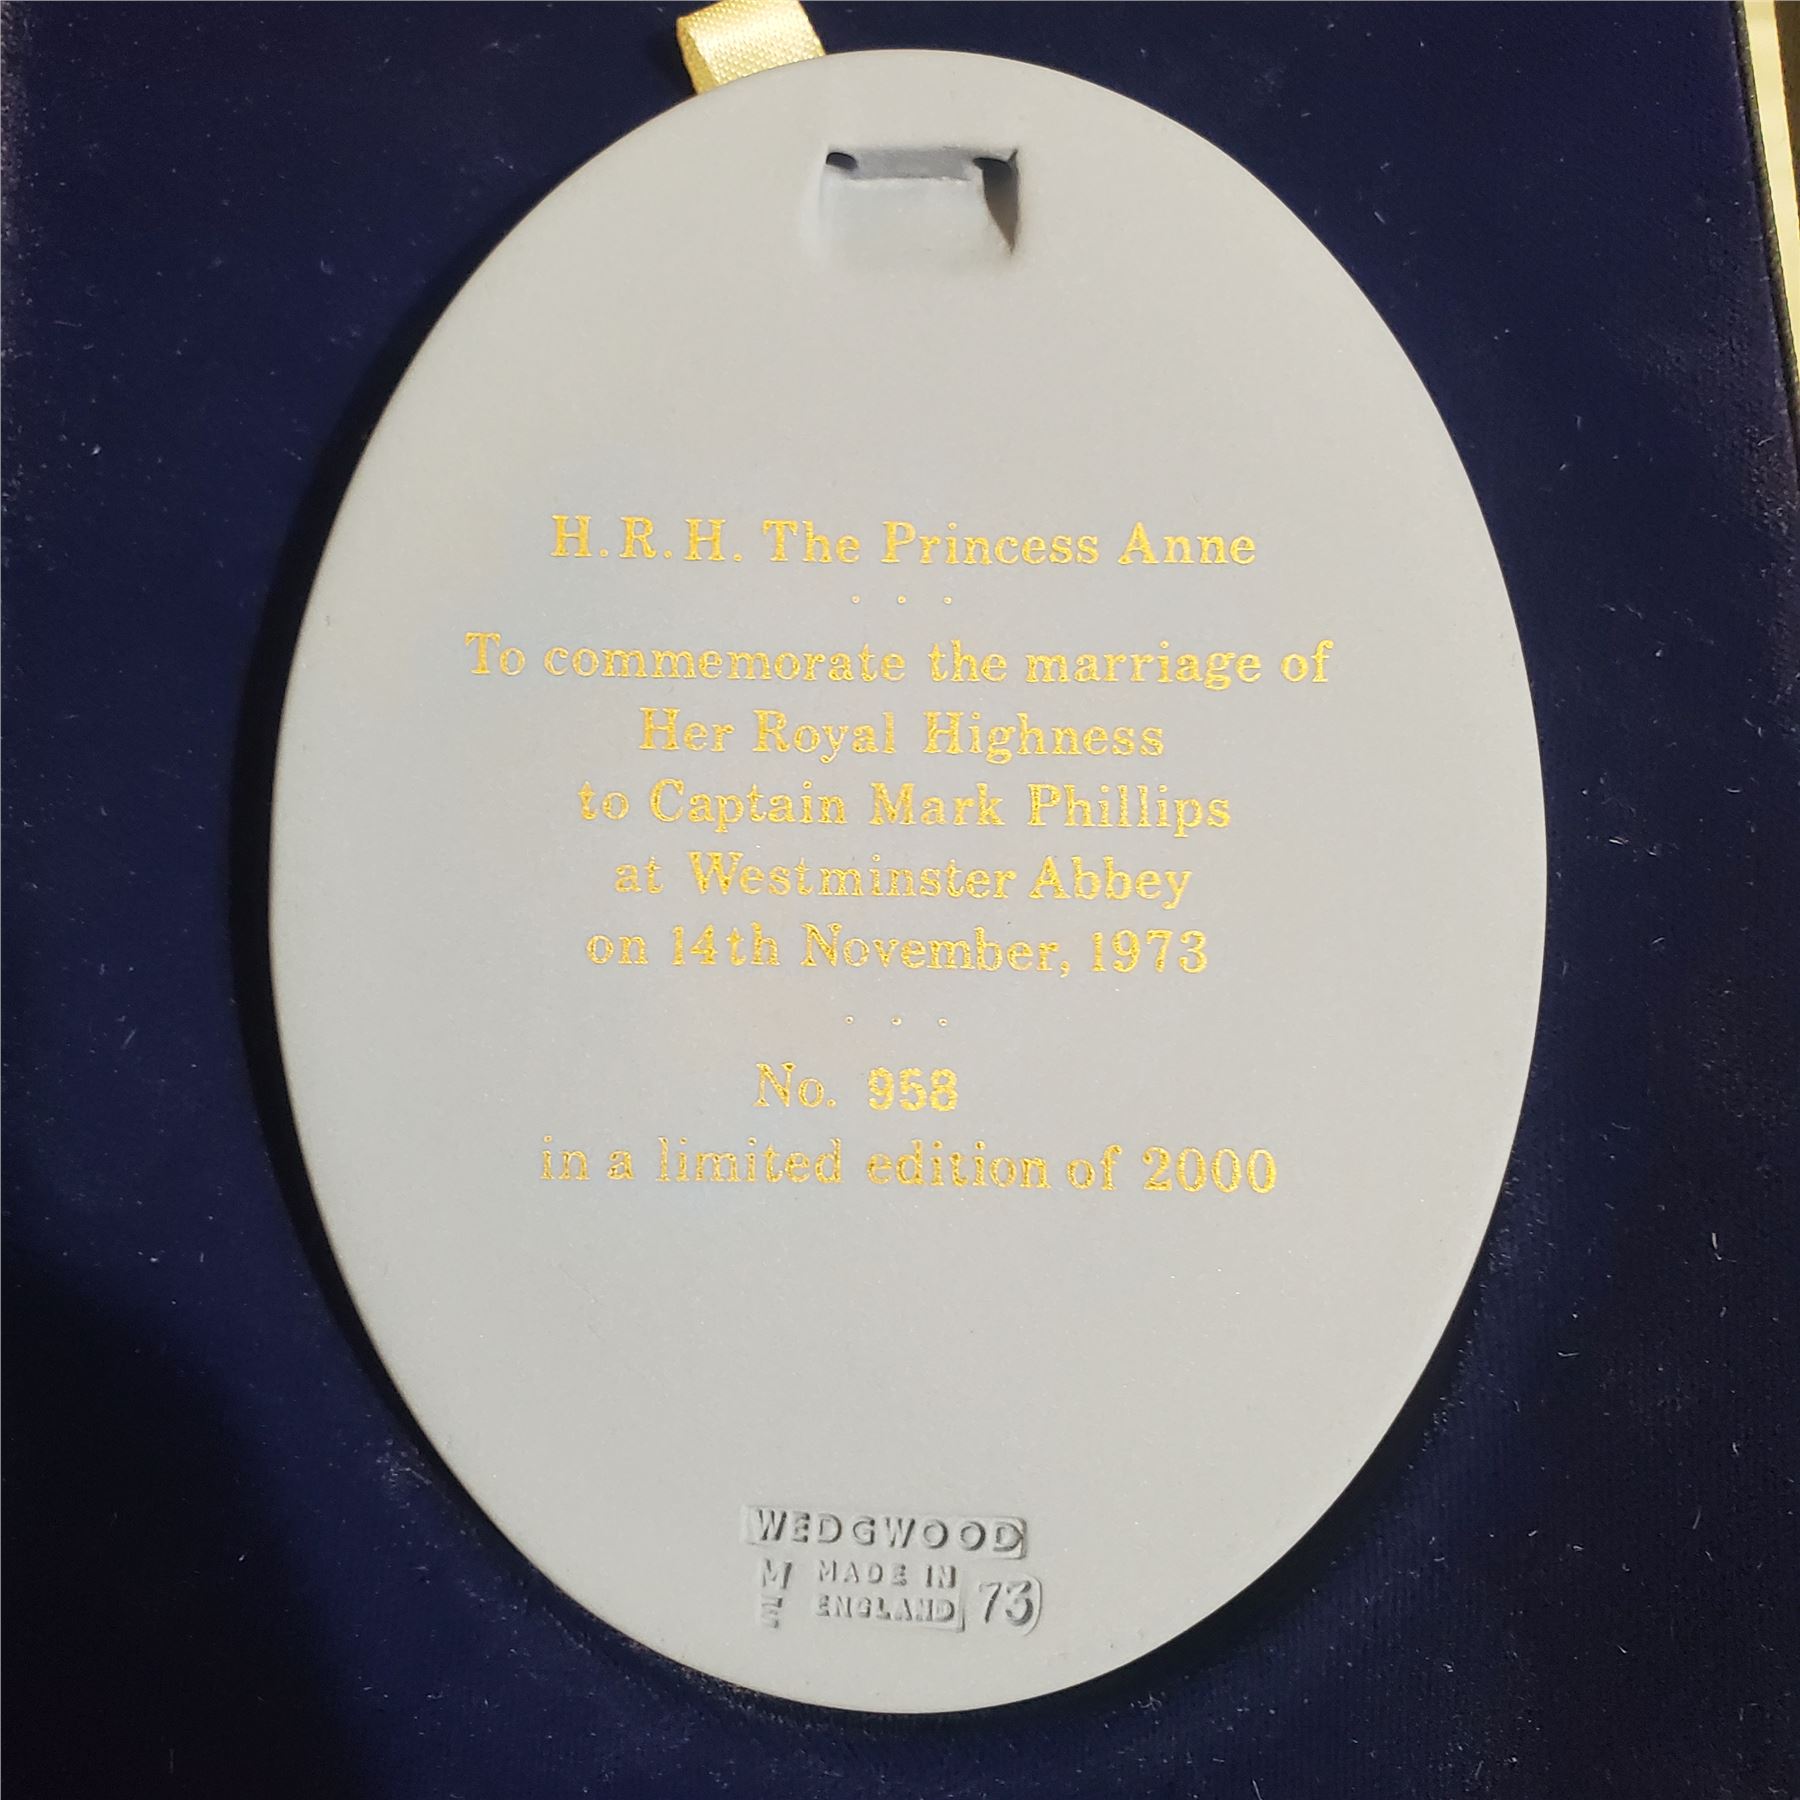 H.R.H. The Princess Anne
. . .
To commemorate the marriage of
Her Royal Highness
to Captain Mark Phillips
at Westminster Abbey
on 14th November, 1973
. . .
No. 958
in a limited edition of 2000
WEDGWOOD
M MADE IN
E ENGLAND 73